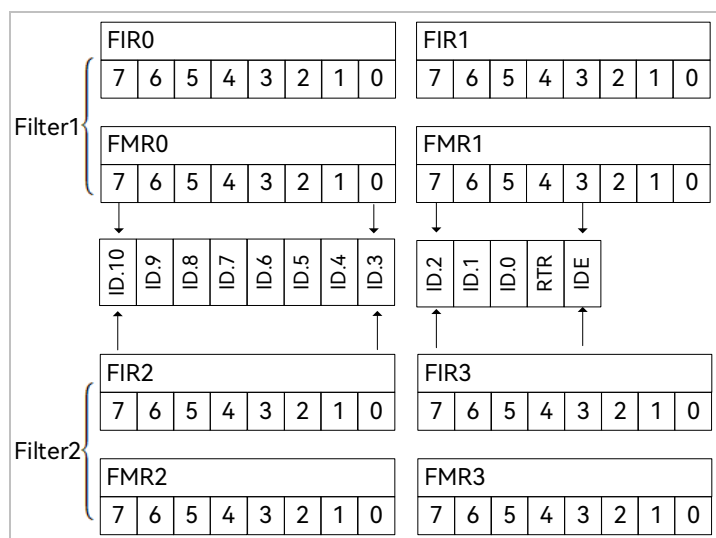 FIR0 FIR1
7 6 5 4 3 2 1 0 7 6 5 4 3 2 1 0
Filter1
FMR0 FMR1
7 6 5 4 3 2 1 0 7 6 5 4 3 2 1 0
ID.10 ID.9 ID.8 ID.7 ID.6 ID.5 ID.4 ID.3 ID.2 ID.1 ID.0 RTR IDE
FIR2 FIR3
7 6 5 4 3 2 1 0 7 6 5 4 3 2 1 0
Filter2
FMR2 FMR3
7 6 5 4 3 2 1 0 7 6 5 4 3 2 1 0